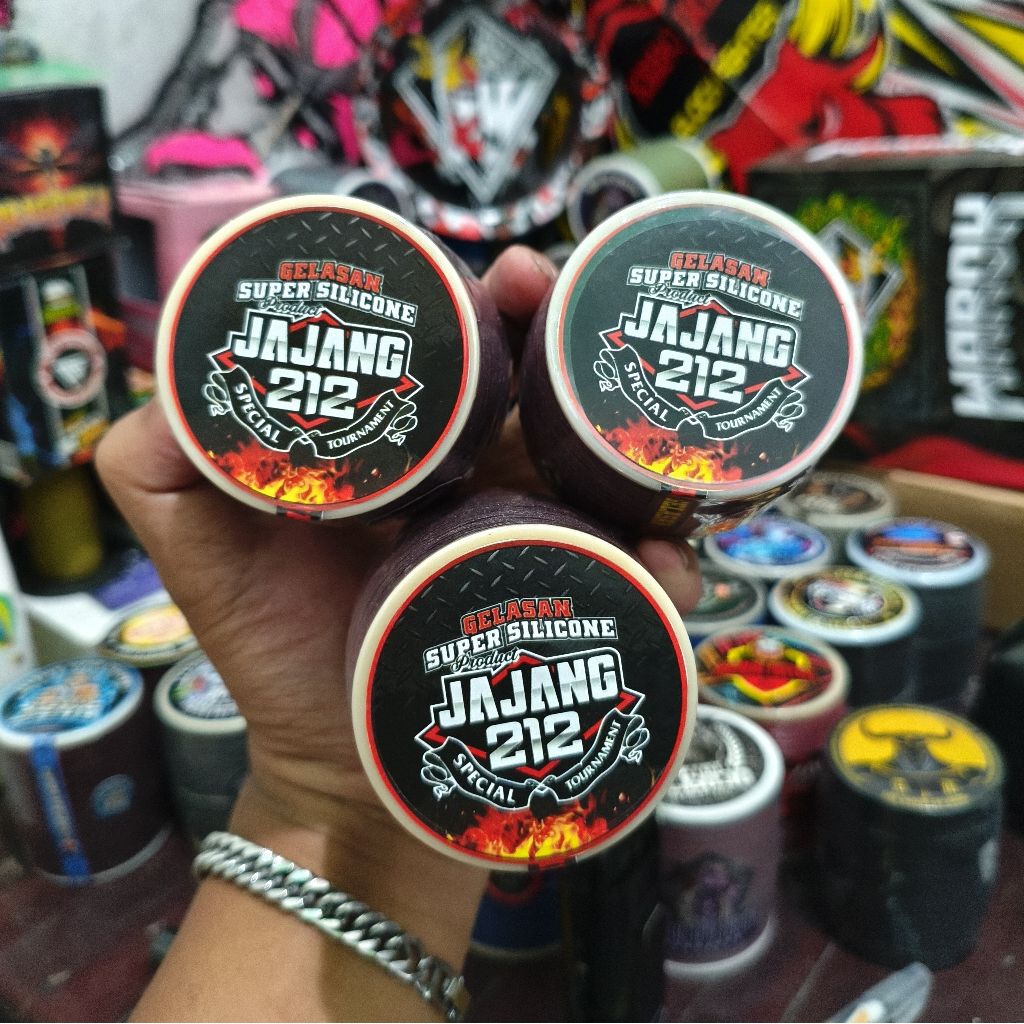 GELASAN
SUPER SILICONE
Product
JAJANG
212
SPECIAL TOURNAMENT
GELASAN
SUPER SILICONE
Product
JAJANG
212
SPECIAL TOURNAMENT
GELASAN
SUPER SILICONE
Product
JAJANG
212
SPECIAL TOURNAMENT